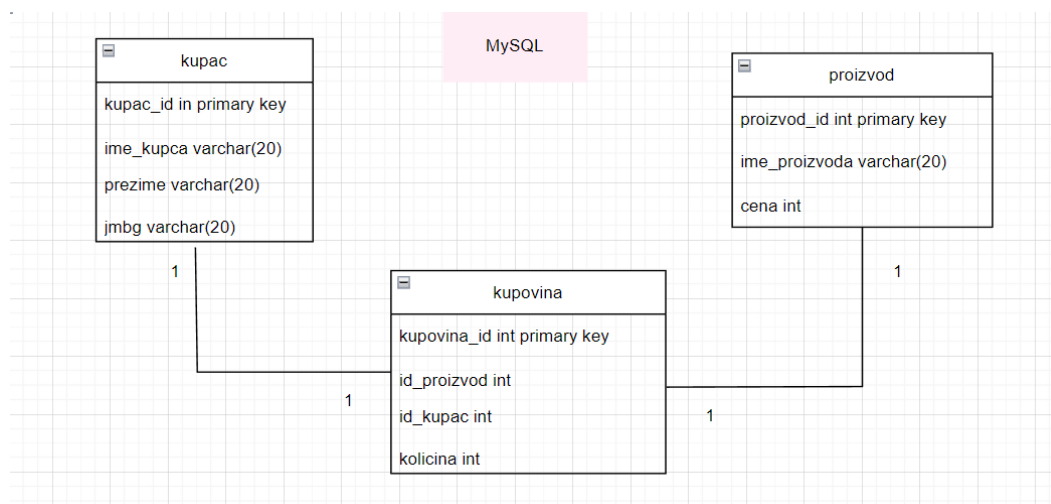 MySQL
kupac
kupac_id in primary key
ime_kupca varchar(20)
prezime varchar(20)
jmbg varchar(20)
proizvod
proizvod_id int primary key
ime_proizvoda varchar(20)
cena int
1
1
kupovina
kupovina_id int primary key
id_proizvod int
id_kupac int
kolicina int
1
1